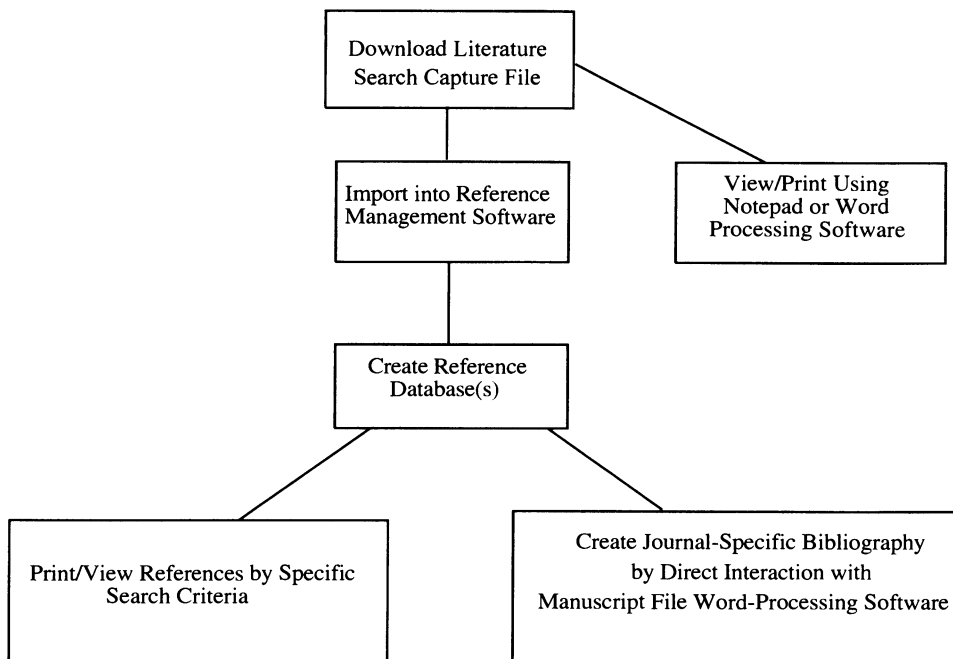 Download Literature
Search Capture File
Import into Reference
Management Software
View/Print Using
Notepad or Word
Processing Software
Create Reference
Database(s)
Print/View References by Specific
Search Criteria
Create Journal-Specific Bibliography
by Direct Interaction with
Manuscript File Word-Processing Software